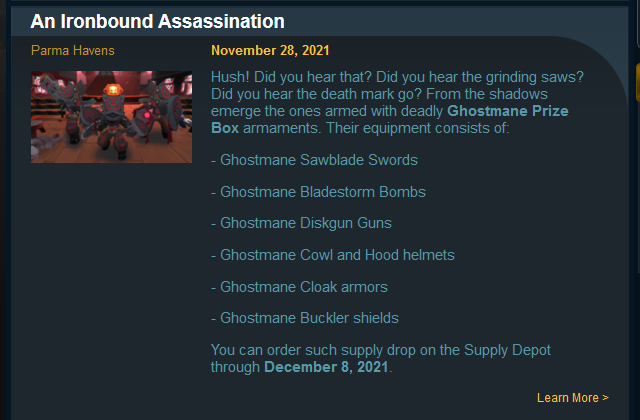 An Ironbound Assassination
Parma Havens
November 28, 2021
Hush! Did you hear that? Did you hear the grinding saws?
Did you hear the death mark go? From the shadows
emerge the ones armed with deadly Ghostmane Prize
Box armaments. Their equipment consists of:
- Ghostmane Sawblade Swords
- Ghostmane Bladestorm Bombs
- Ghostmane Diskgun Guns
- Ghostmane Cowl and Hood helmets
- Ghostmane Cloak armors
- Ghostmane Buckler shields
You can order such supply drop on the Supply Depot
through December 8, 2021.
Learn More >